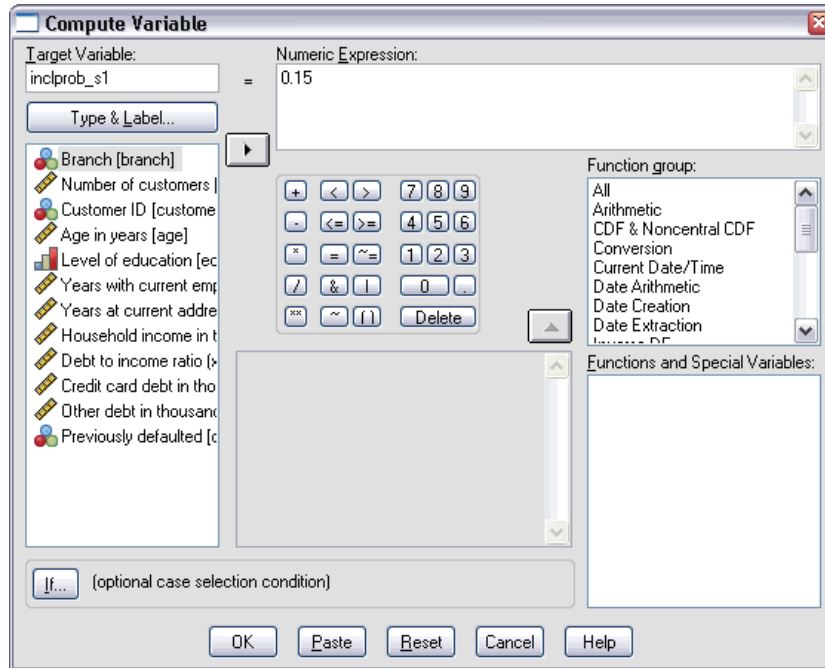 Compute Variable
Target Variable:
inclprob_s1
=
Numeric Expression:
0.15
Type & Label...
Branch [branch]
Number of customers [
Customer ID [custome
Age in years [age]
Level of education [ed
Years with current emp
Years at current addre
Household income in t
Debt to income ratio (x
Credit card debt in tho
Other debt in thousand
Previously defaulted [d
+ < > 7 8 9
- <= >= 4 5 6
* = ~= 1 2 3
/ & | 0 .
** ~ ( ) Delete
Function group:
All
Arithmetic
CDF & Noncentral CDF
Conversion
Current Date/Time
Date Arithmetic
Date Creation
Date Extraction
Inverse DF
Functions and Special Variables:
If... (optional case selection condition)
OK Paste Reset Cancel Help